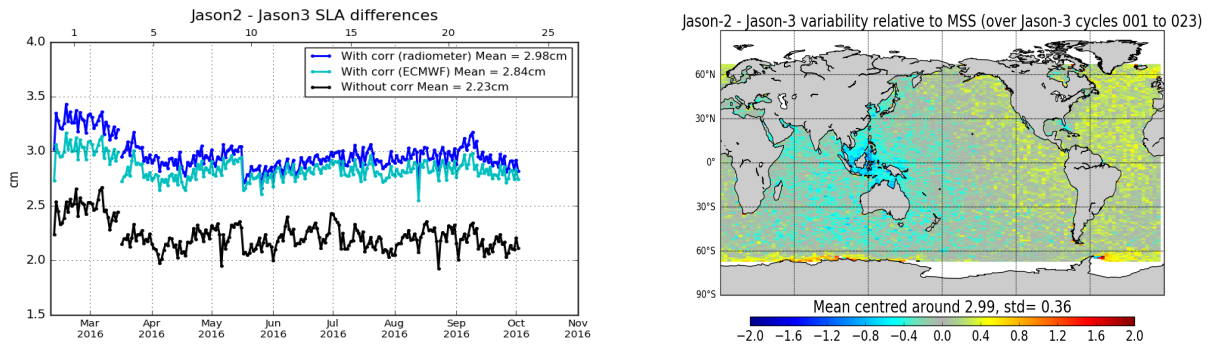 Jason2 - Jason3 SLA differences
1 5 10 15 20 25
4.0
3.5
3.0
2.5
2.0
1.5
cm
With corr (radiometer) Mean = 2.98cm
With corr (ECMWF) Mean = 2.84cm
Without corr Mean = 2.23cm
Mar Apr May Jun Jul Aug Sep Oct Nov
2016 2016 2016 2016 2016 2016 2016 2016 2016
Jason-2 - Jason-3 variability relative to MSS (over Jason-3 cycles 001 to 023)
60°N
30°N
0°
30°S
60°S
90°S
Mean centred around 2.99, std= 0.36
−2.0 −1.6 −1.2 −0.8 −0.4 0.0 0.4 0.8 1.2 1.6 2.0